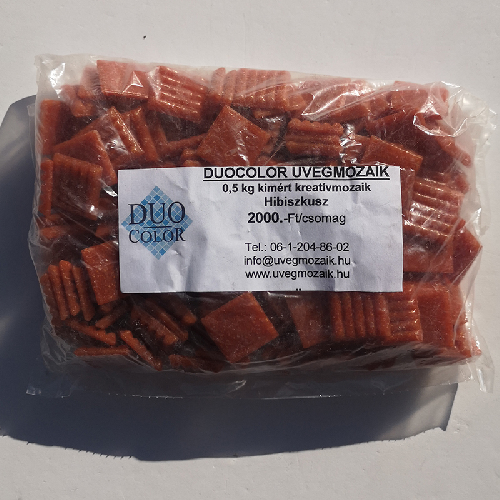 DUO
COLOR
DUOCOLOR UVEGMOZAIK
0,5 kg kimért kreatívmozaik
Hibiszkusz
2000.-Ft/csomag
Tel.: 06-1-204-86-02
info@uvegmozaik.hu
www.uvegmozaik.hu